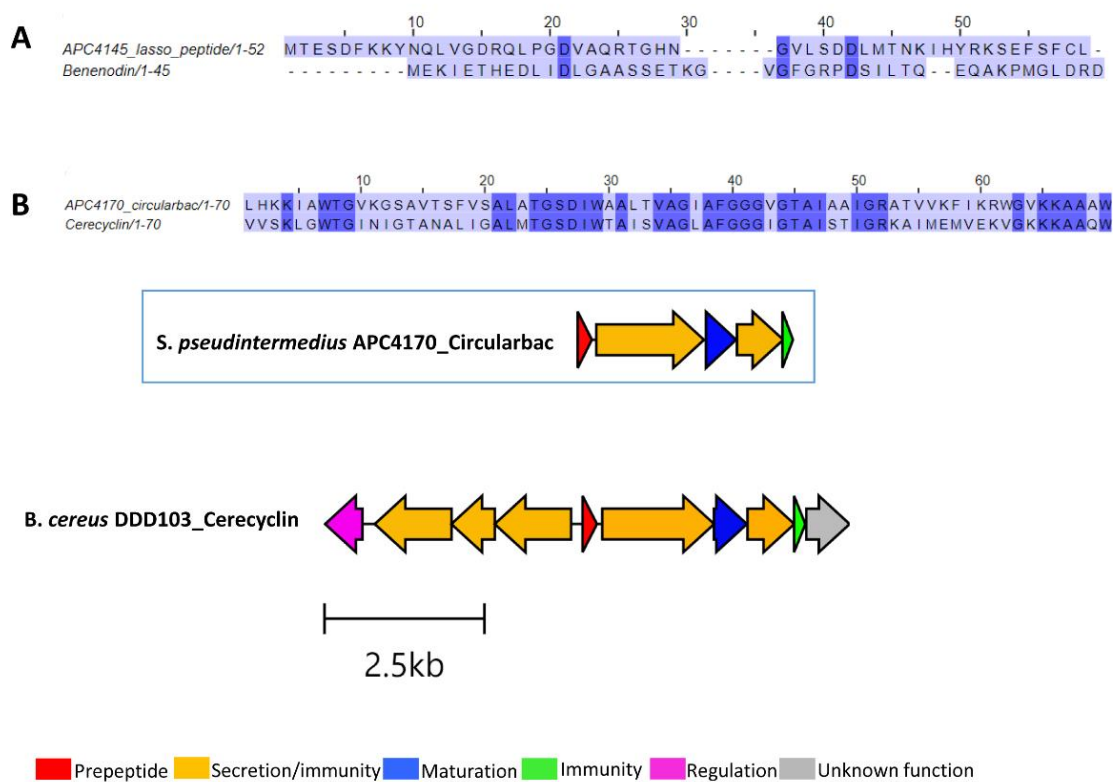 A
10 20 30 40 50
APC4145_lasso_peptide/1-52 MTESDFKKYNQLVGDRQLPGDVAQRTGHN-------GVLSDDLMTNKIHYRKSEFSFCL-
Benenodin/1-45 ---------MEKIETHEDLIDLGAASSETKG----VGFGRPDSILTQ--EQAKPMGLDRD
B
10 20 30 40 50 60
APC4170_circularbac/1-70 LHKKIAWTGVKGSAVTSFVSALATGSDIWAALTVAGIAFGGGVGTAIAAIGRATVVKFIKRWGVKKAAAW
Cerecyclin/1-70 VVSKLGWTGINIGTANALIGALMTGSDIWTAISVAGLAFGGGIGTAISTIGRKAIMEMVEKVGKKKAAQW
S. pseudintermedius APC4170_Circularbac
B. cereus DDD103_Cerecyclin
2.5kb
Prepeptide Secretion/immunity Maturation Immunity Regulation Unknown function